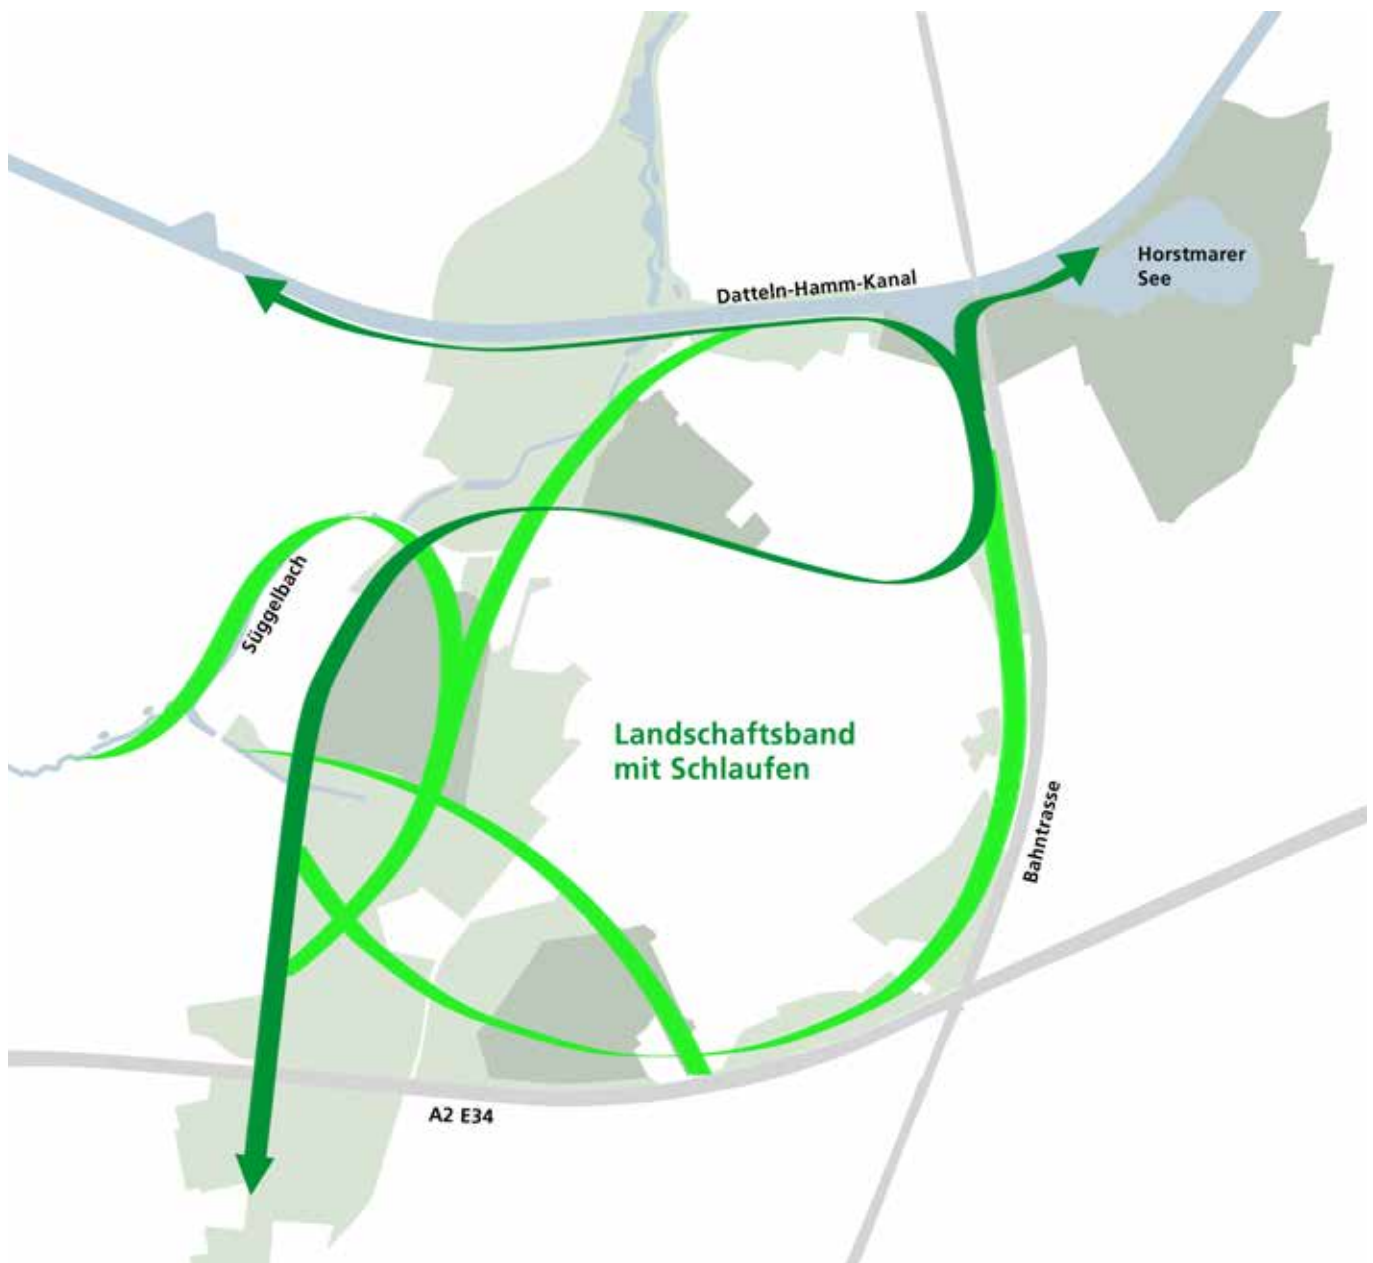 Horstmarer
See
Datteln-Hamm-Kanal
Süggelbach
Landschaftsband
mit Schlaufen
Bahntrasse
A2 E34